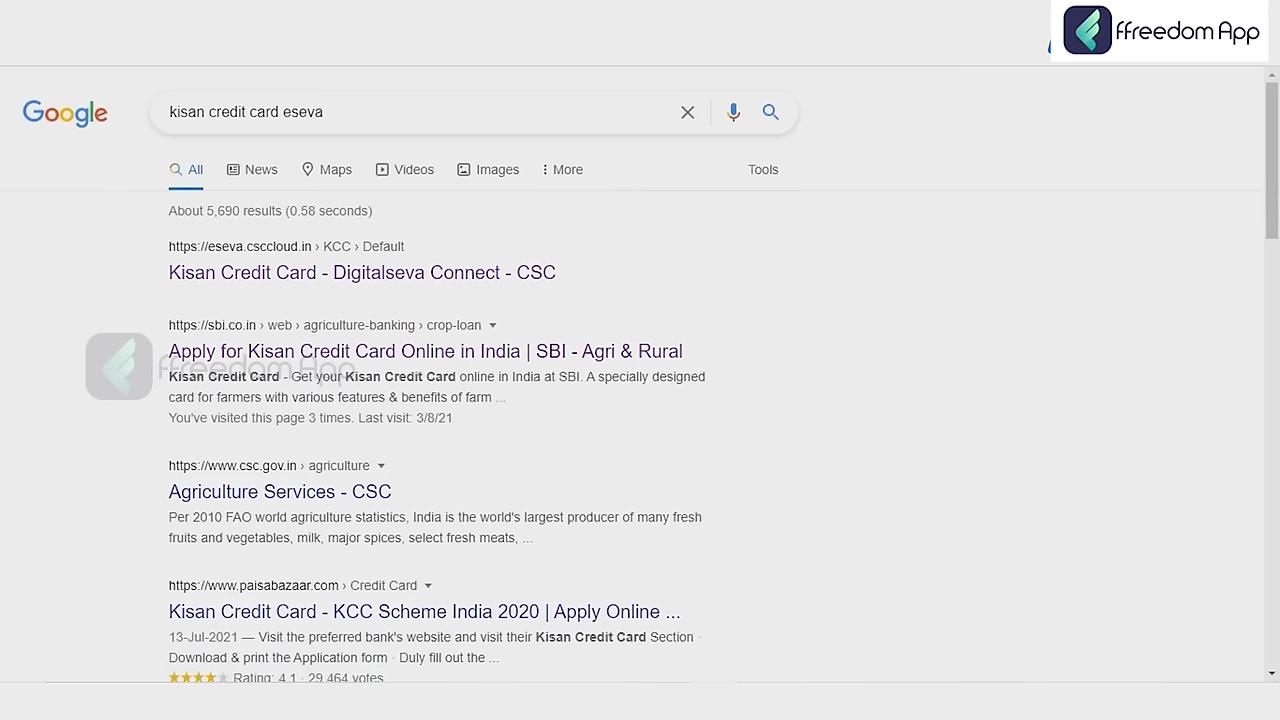 ffreedom App
Google
kisan credit card eseva
All News Maps Videos Images More Tools
About 5,690 results (0.58 seconds)
https://eseva.csccloud.in › KCC › Default
Kisan Credit Card - Digitalseva Connect - CSC
https://sbi.co.in › web › agriculture-banking › crop-loan
Apply for Kisan Credit Card Online in India | SBI - Agri & Rural
ffreedom App
Kisan Credit Card - Get your Kisan Credit Card online in India at SBI. A specially designed
card for farmers with various features & benefits of farm ...
You've visited this page 3 times. Last visit: 3/8/21
https://www.csc.gov.in › agriculture
Agriculture Services - CSC
Per 2010 FAO world agriculture statistics, India is the world's largest producer of many fresh
fruits and vegetables, milk, major spices, select fresh meats, ...
https://www.paisabazaar.com › Credit Card
Kisan Credit Card - KCC Scheme India 2020 | Apply Online ...
13-Jul-2021 — Visit the preferred bank's website and visit their Kisan Credit Card Section ·
Download & print the Application form · Duly fill out the ...
Rating: 4.1 · 29,464 votes